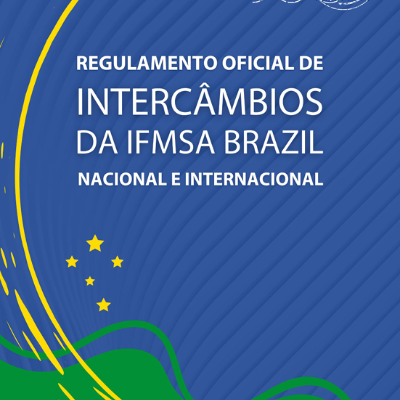 REGULAMENTO OFICIAL DE
INTERCÂMBIOS
DA IFMSA BRAZIL
NACIONAL E INTERNACIONAL